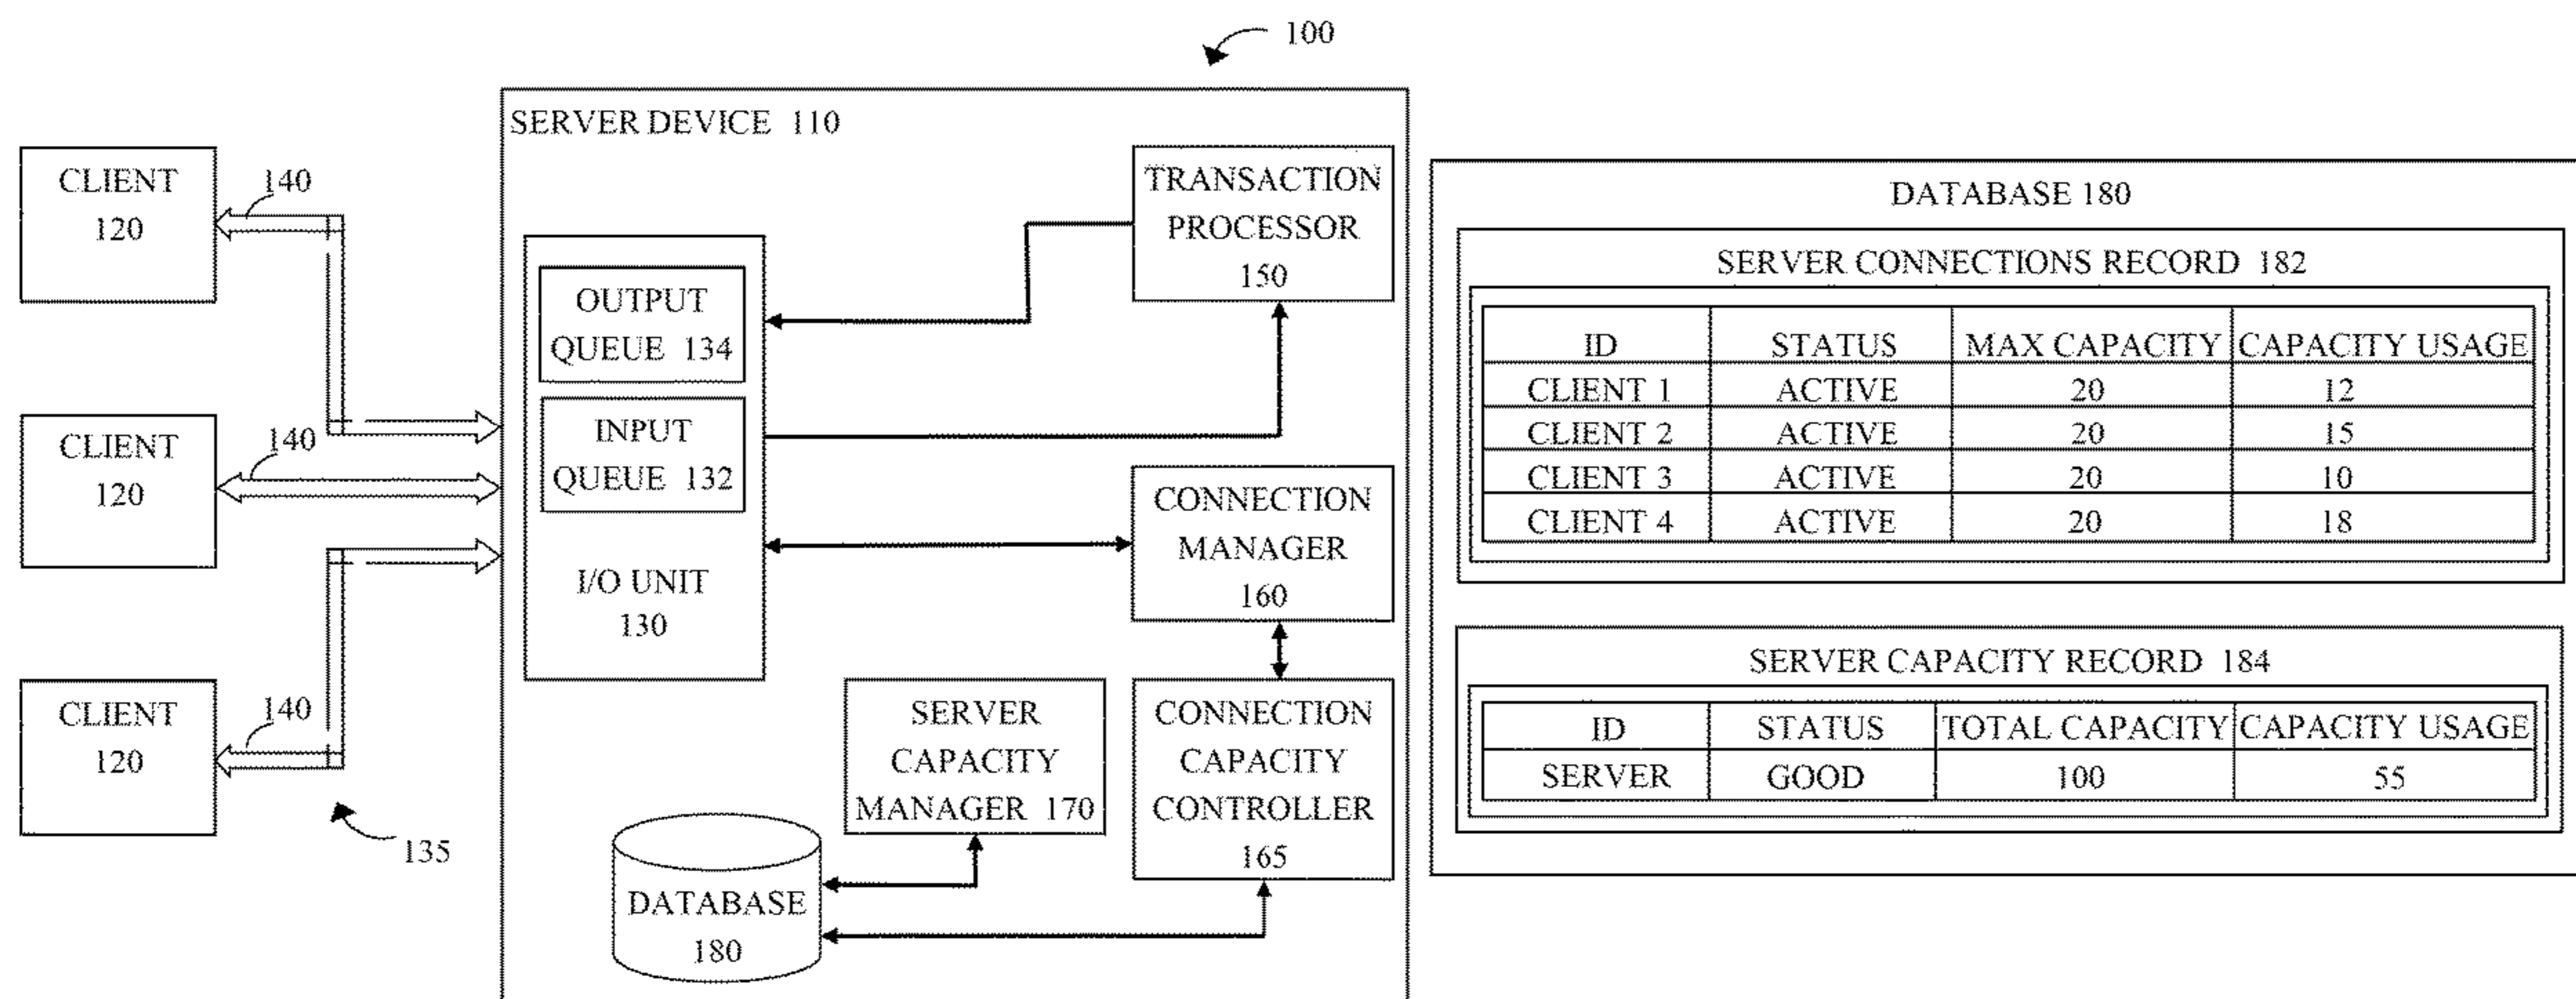 100
SERVER DEVICE 110
CLIENT
120
140
CLIENT
120
140
CLIENT
120
140
135
OUTPUT
QUEUE 134
INPUT
QUEUE 132
I/O UNIT
130
TRANSACTION
PROCESSOR
150
CONNECTION
MANAGER
160
SERVER
CAPACITY
MANAGER 170
CONNECTION
CAPACITY
CONTROLLER
165
DATABASE
180
DATABASE 180
SERVER CONNECTIONS RECORD 182
ID STATUS MAX CAPACITY CAPACITY USAGE
CLIENT 1 ACTIVE 20 12
CLIENT 2 ACTIVE 20 15
CLIENT 3 ACTIVE 20 10
CLIENT 4 ACTIVE 20 18
SERVER CAPACITY RECORD 184
ID STATUS TOTAL CAPACITY CAPACITY USAGE
SERVER GOOD 100 55